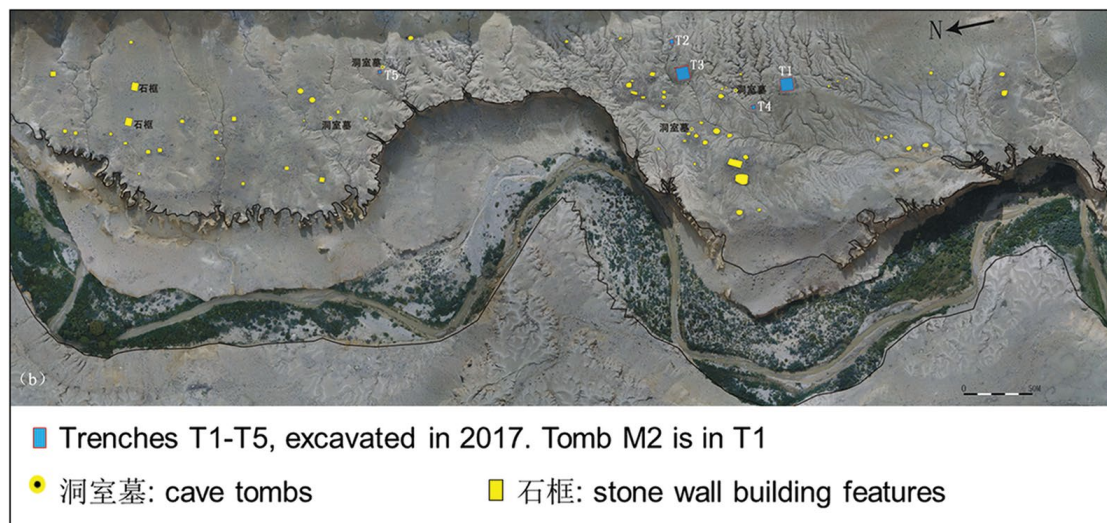 N
T2
洞室墓
T5
T3
石框
洞室墓
T1
T4
石框
洞室墓
洞室墓
(b)
0 50M
Trenches T1-T5, excavated in 2017. Tomb M2 is in T1
洞室墓: cave tombs
石框: stone wall building features